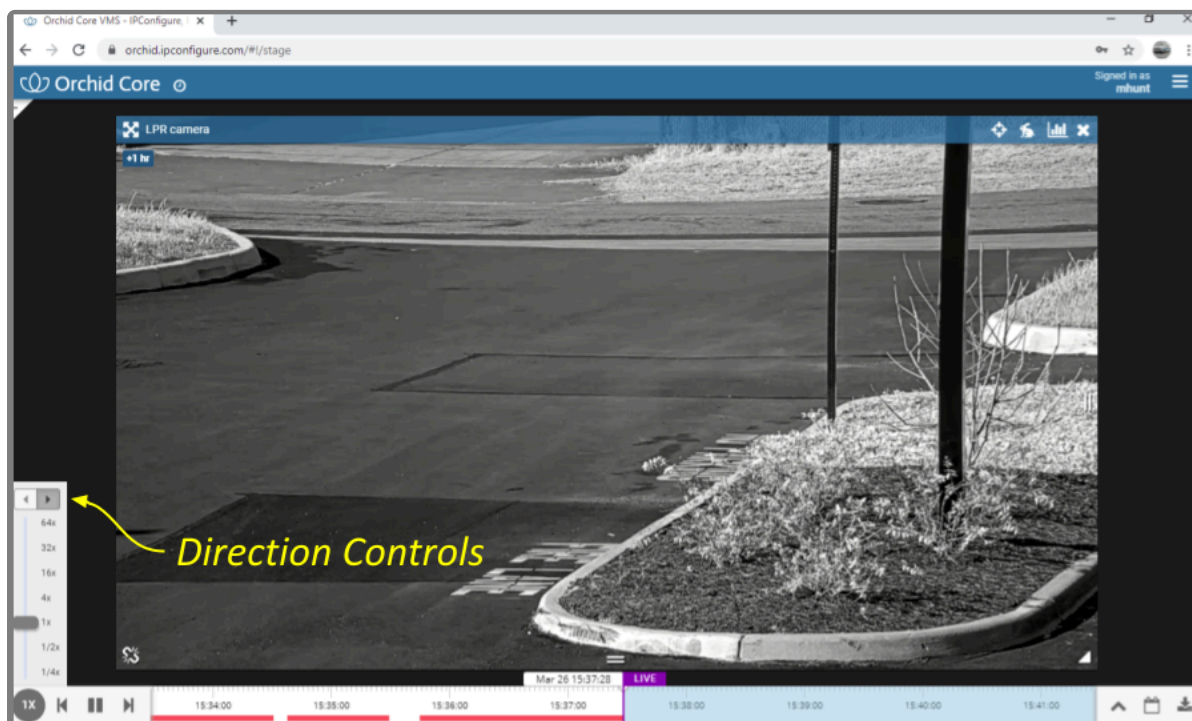 Orchid Core VMS - IPConfigure, I
orchid.ipconfigure.com/#!/stage
Orchid Core
Signed in as
mhunt
LPR camera
+1 hr
64x
32x
16x
4x
1x
1/2x
1/4x
Direction Controls
Mar 26 15:37:28 LIVE
1X 15:34:00 15:35:00 15:36:00 15:37:00 15:38:00 15:39:00 15:40:00 15:41:00